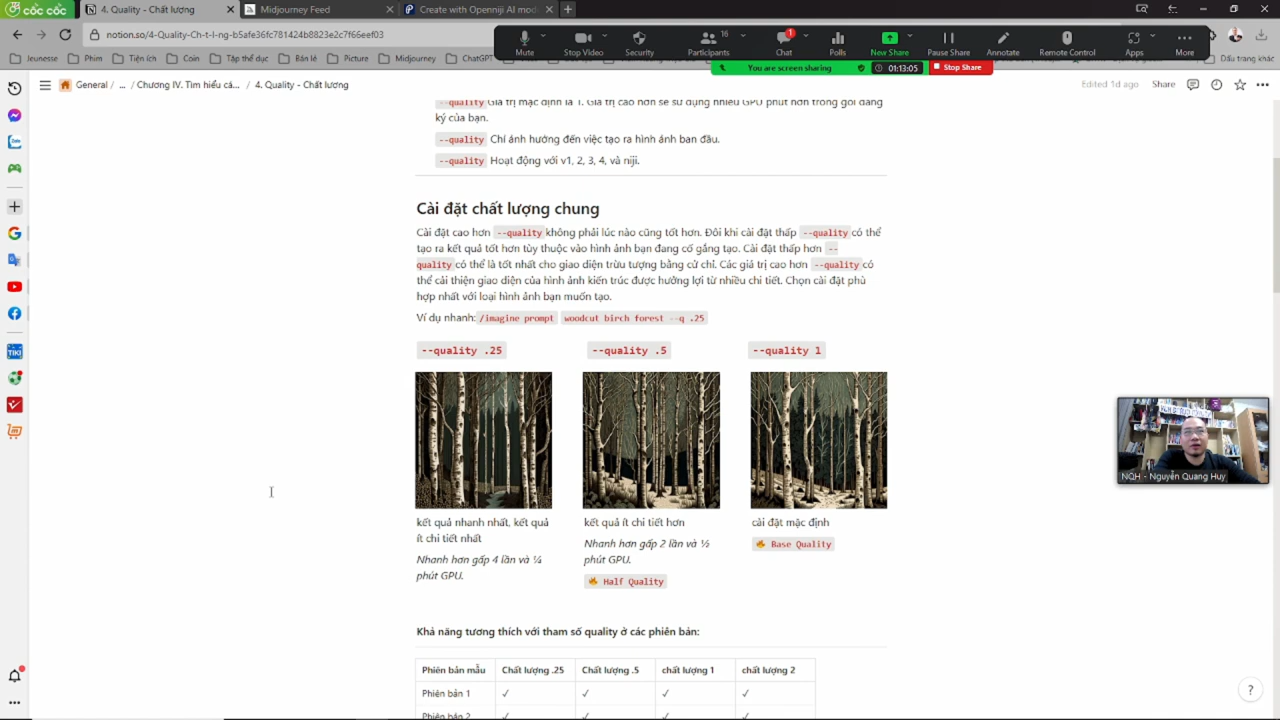 cốc cốc
4. Quality - Chất lượng
Midjourney Feed
Create with Openniji AI mod
notion.so/4-Quality-Ch-t-l-ng-b5afe36fc781424b8823e2c7f66eef03
Mute
Stop Video
Security
Participants
16
Chat
1
Polls
New Share
Pause Share
Annotate
Remote Control
Apps
More
Jeunesse
Phim
Tiện ích
Coin
Tập thể dục
Bán lẻ
Picture
Midjourney
ChatGPT
Dấu trang khác
You are screen sharing
01:13:05
Stop Share
General / ... / Chương IV. Tìm hiểu cá... / 4. Quality - Chất lượng
Edited 1d ago
Share
--quality Giá trị mặc định là 1. Giá trị cao hơn sẽ sử dụng nhiều GPU phút hơn trong gói đăng
ký của bạn.
--quality Chỉ ảnh hưởng đến việc tạo ra hình ảnh ban đầu.
--quality Hoạt động với v1, 2, 3, 4, và niji.
Cài đặt chất lượng chung
Cài đặt cao hơn --quality không phải lúc nào cũng tốt hơn. Đôi khi cài đặt thấp --quality có thể
tạo ra kết quả tốt hơn tùy thuộc vào hình ảnh bạn đang cố gắng tạo. Cài đặt thấp hơn --
quality có thể là tốt nhất cho giao diện trừu tượng bằng cử chỉ. Các giá trị cao hơn --quality có
thể cải thiện giao diện của hình ảnh kiến trúc được hưởng lợi từ nhiều chi tiết. Chọn cài đặt phù
hợp nhất với loại hình ảnh bạn muốn tạo.
Ví dụ nhanh: /imagine prompt woodcut birch forest --q .25
--quality .25
--quality .5
--quality 1
kết quả nhanh nhất, kết quả
ít chi tiết nhất
Nhanh hơn gấp 4 lần và ¼
phút GPU.
kết quả ít chi tiết hơn
Nhanh hơn gấp 2 lần và ½
phút GPU.
Half Quality
cài đặt mặc định
Base Quality
NQH - Nguyễn Quang Huy
TIKI
Khả năng tương thích với tham số quality ở các phiên bản:
Phiên bản mẫu Chất lượng .25 Chất lượng .5 chất lượng 1 chất lượng 2
Phiên bản 1 ✓ ✓ ✓ ✓
Phiên bản 2 ✓ ✓ ✓ ✓
?